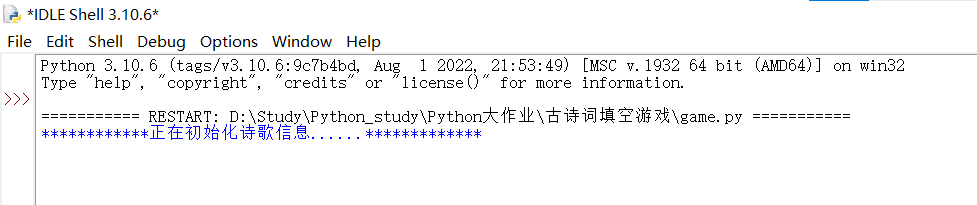 *IDLE Shell 3.10.6*
File Edit Shell Debug Options Window Help
Python 3.10.6 (tags/v3.10.6:9c7b4bd, Aug  1 2022, 21:53:49) [MSC v.1932 64 bit (AMD64)] on win32
Type "help", "copyright", "credits" or "license()" for more information.
>>>
=========== RESTART: D:\Study\Python_study\Python大作业\古诗词填空游戏\game.py ===========
************正在初始化诗歌信息......*************